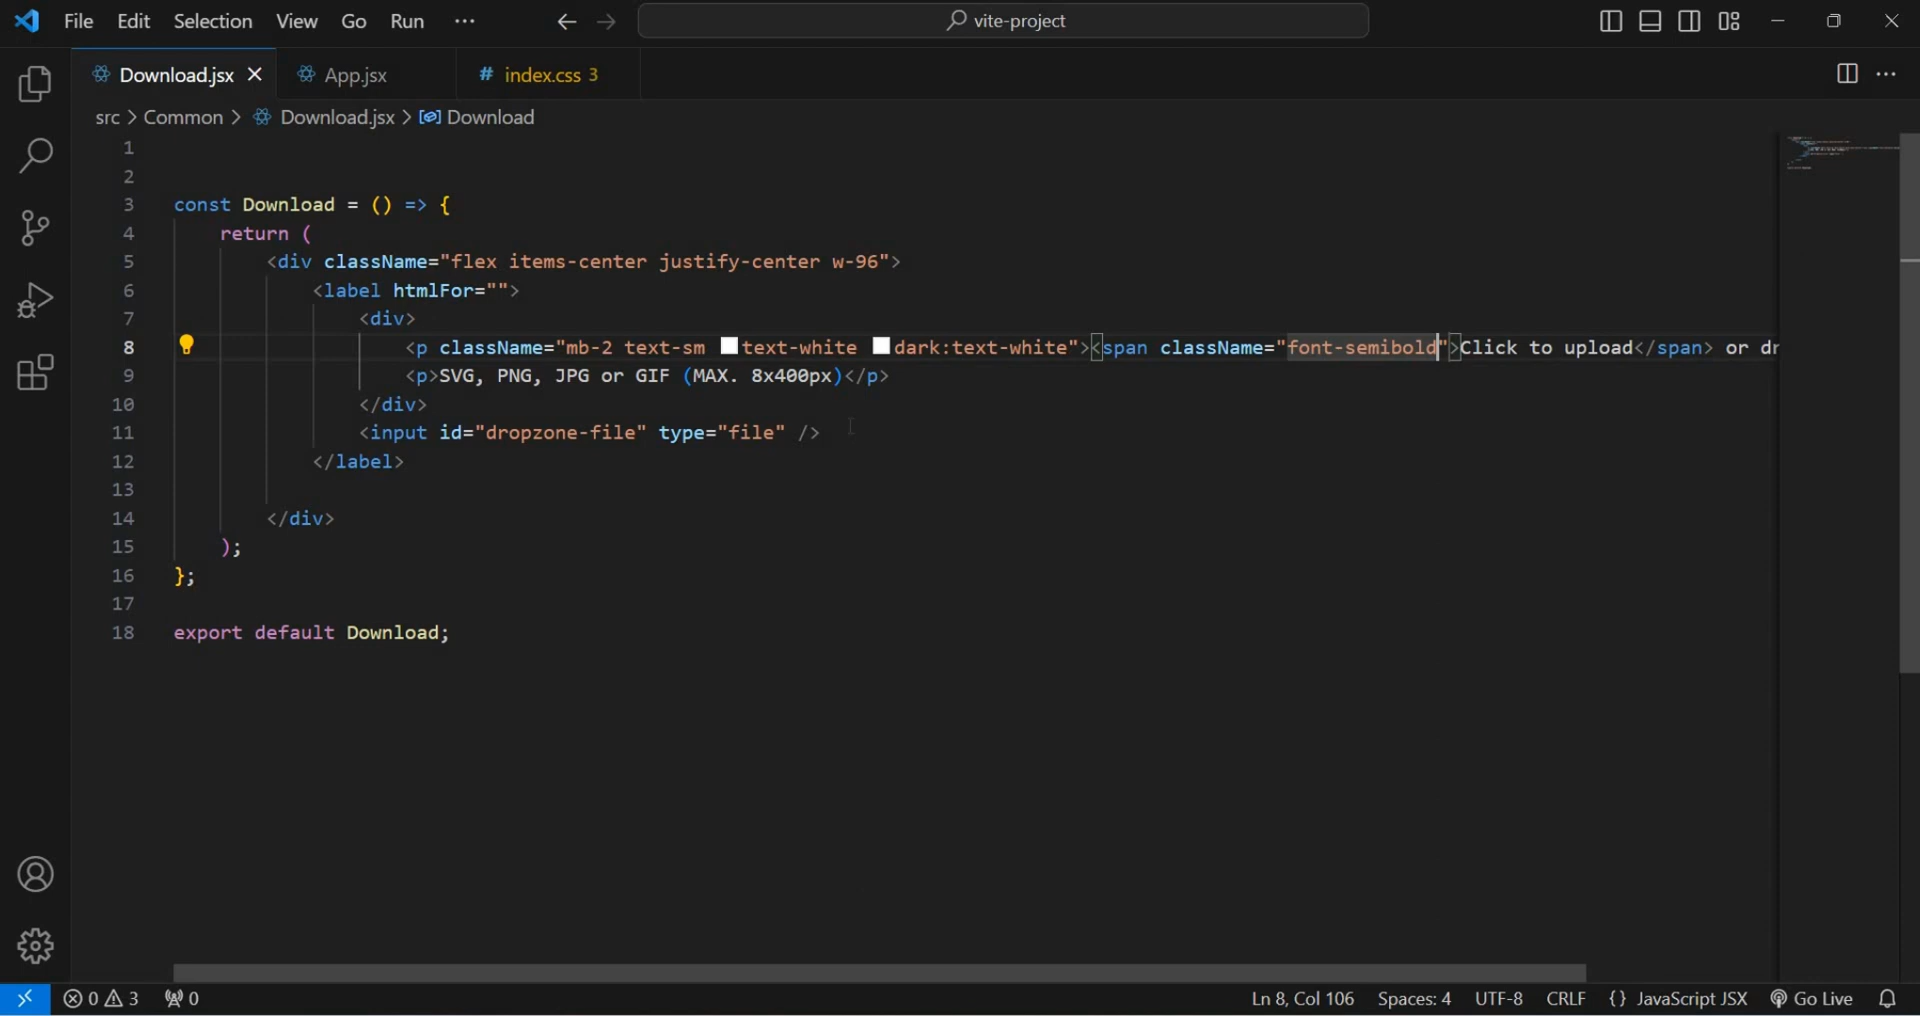 File Edit Selection View Go Run ··· vite-project
Download.jsx App.jsx # index.css 3
src > Common > Download.jsx > Download
1
2
3 const Download = () => {
4 return (
5 <div className="flex items-center justify-center w-96">
6 <label htmlFor="">
7 <div>
8 <p className="mb-2 text-sm text-white dark:text-white"><span className="font-semibold">Click to upload</span> or dr
9 <p>SVG, PNG, JPG or GIF (MAX. 8x400px)</p>
10 </div>
11 <input id="dropzone-file" type="file" />
12 </label>
13
14 </div>
15 );
16 };
17
18 export default Download;
0 3 0 Ln 8, Col 106 Spaces: 4 UTF-8 CRLF {} JavaScript JSX Go Live